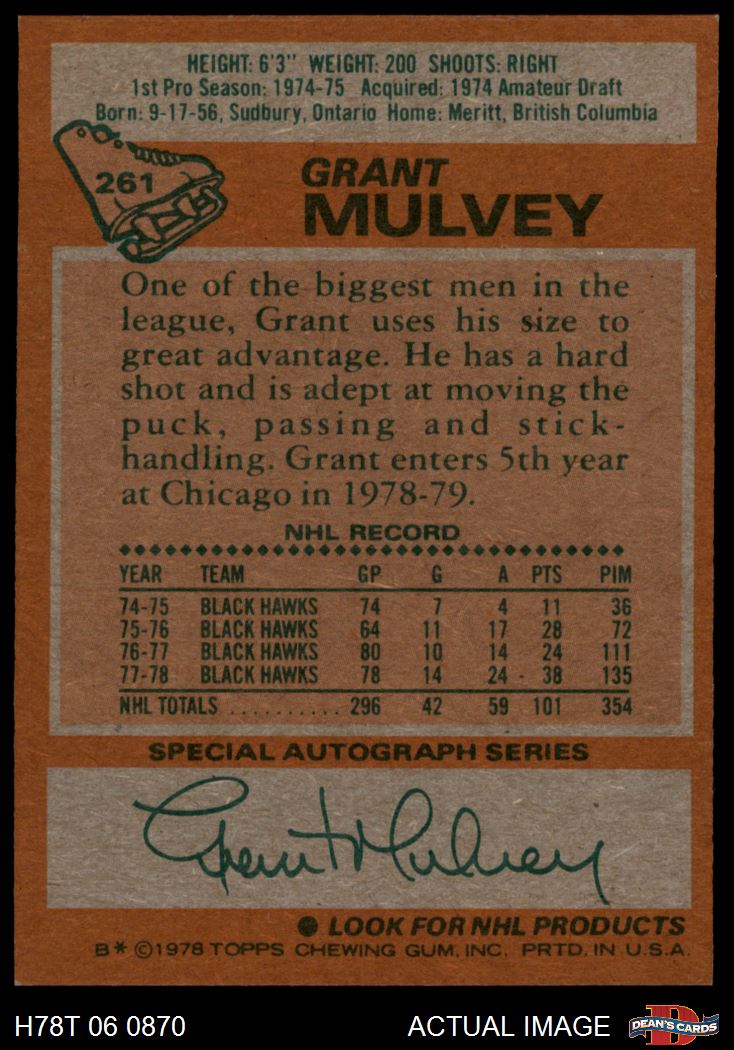 HEIGHT: 6'3" WEIGHT: 200 SHOOTS: RIGHT
1st Pro Season: 1974-75 Acquired: 1974 Amateur Draft
Born: 9-17-56, Sudbury, Ontario Home: Meritt, British Columbia
261
GRANT
MULVEY
One of the biggest men in the
league, Grant uses his size to
great advantage. He has a hard
shot and is adept at moving the
puck, passing and stick-
handling. Grant enters 5th year
at Chicago in 1978-79.
NHL RECORD
YEAR TEAM GP G A PTS PIM
74-75 BLACK HAWKS 74 7 4 11 36
75-76 BLACK HAWKS 64 11 17 28 72
76-77 BLACK HAWKS 80 10 14 24 111
77-78 BLACK HAWKS 78 14 24 38 135
NHL TOTALS .......... 296 42 59 101 354
SPECIAL AUTOGRAPH SERIES
Grant Mulvey
LOOK FOR NHL PRODUCTS
B* ©1978 TOPPS CHEWING GUM, INC. PRTD. IN U.S.A.
H78T 06 0870 ACTUAL IMAGE D DEAN'S CARDS